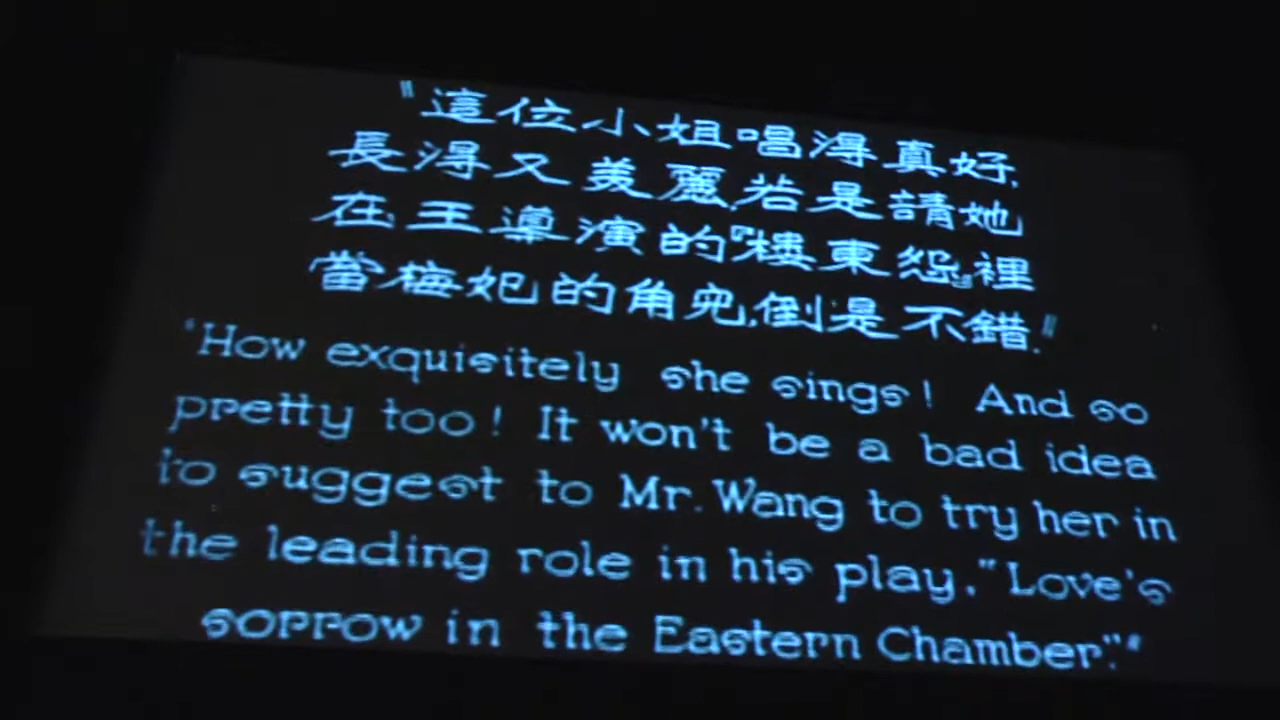 "這位小姐唱得真好,
長得又美麗,若是請她
在王導演的『樓東怨』裡
當梅妃的角兒,倒是不錯."
"How exquisitely she sings! And so
pretty too! It won't be a bad idea
to suggest to Mr. Wang to try her in
the leading role in his play, "Love's
sorrow in the Eastern Chamber"."